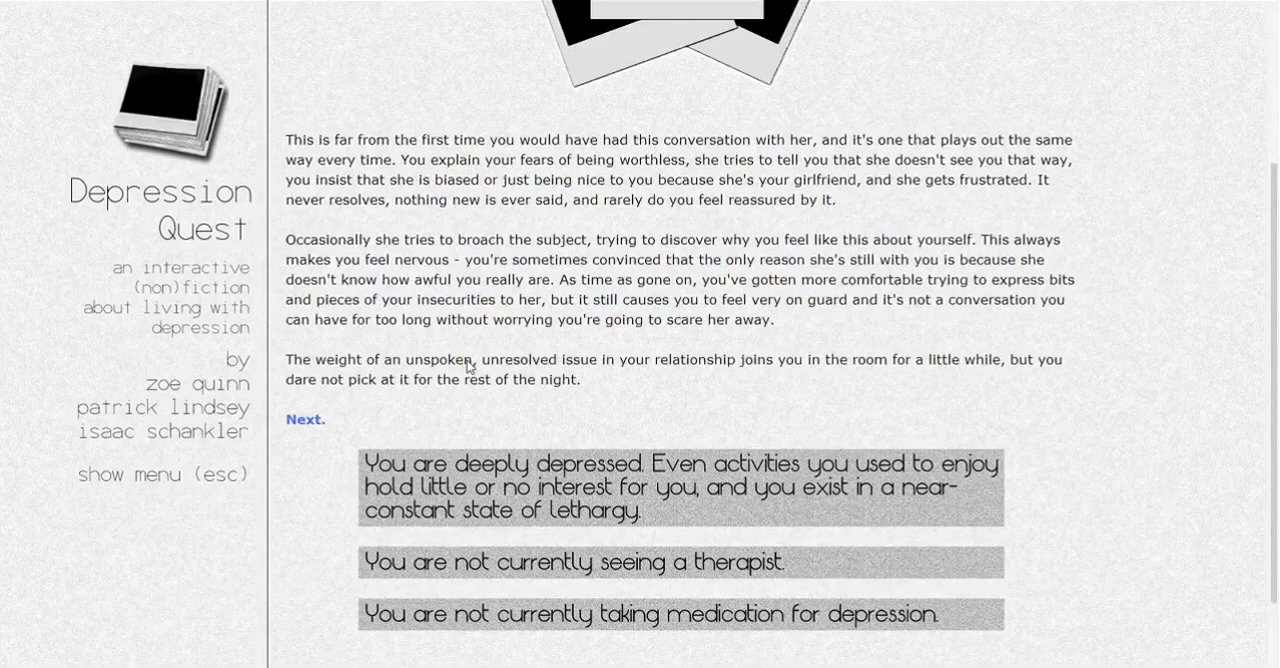 Depression
Quest
an interactive
(non)fiction
about living with
depression
by
zoe quinn
patrick lindsey
isaac schankler
show menu (esc)
This is far from the first time you would have had this conversation with her, and it's one that plays out the same
way every time. You explain your fears of being worthless, she tries to tell you that she doesn't see you that way,
you insist that she is biased or just being nice to you because she's your girlfriend, and she gets frustrated. It
never resolves, nothing new is ever said, and rarely do you feel reassured by it.
Occasionally she tries to broach the subject, trying to discover why you feel like this about yourself. This always
makes you feel nervous - you're sometimes convinced that the only reason she's still with you is because she
doesn't know how awful you really are. As time as gone on, you've gotten more comfortable trying to express bits
and pieces of your insecurities to her, but it still causes you to feel very on guard and it's not a conversation you
can have for too long without worrying you're going to scare her away.
The weight of an unspoken, unresolved issue in your relationship joins you in the room for a little while, but you
dare not pick at it for the rest of the night.
Next.
You are deeply depressed. Even activities you used to enjoy
hold little or no interest for you, and you exist in a near-
constant state of lethargy.
You are not currently seeing a therapist.
You are not currently taking medication for depression.